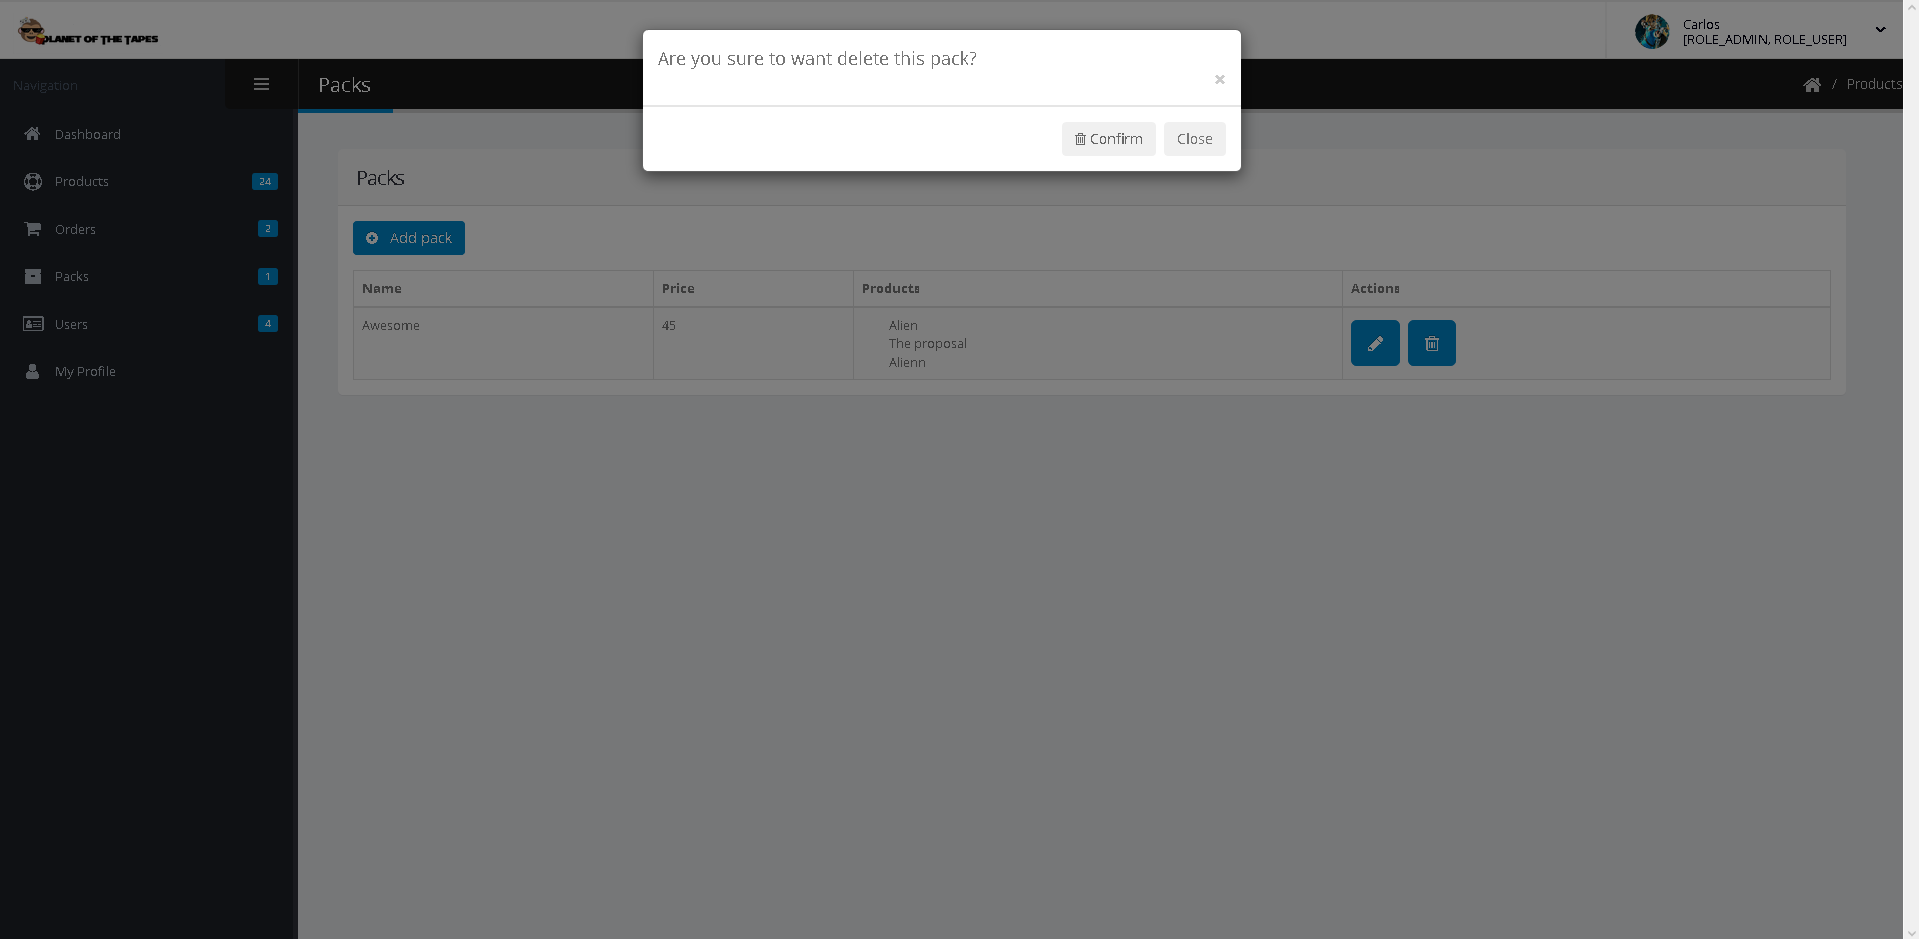 PLANET OF THE TAPES
Carlos
[ROLE_ADMIN, ROLE_USER]
Are you sure to want delete this pack?
×
Confirm
Close
Navigation
Packs
/ Products
Dashboard
Products 24
Orders 2
Packs 1
Users 4
My Profile
Packs
Add pack
Name Price Products Actions
Awesome 45 Alien
The proposal
Alienn